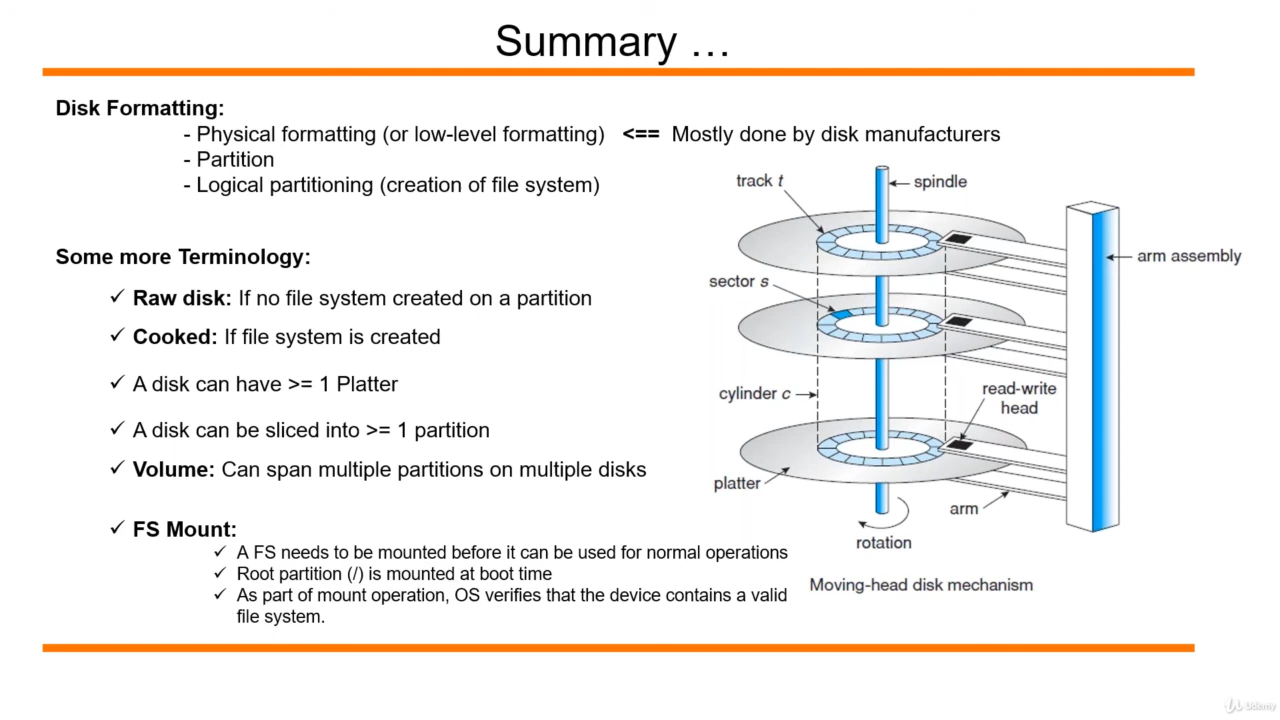 Summary …
Disk Formatting:
- Physical formatting (or low-level formatting) <== Mostly done by disk manufacturers
- Partition
- Logical partitioning (creation of file system)
Some more Terminology:
✓ Raw disk: If no file system created on a partition
✓ Cooked: If file system is created
✓ A disk can have >= 1 Platter
✓ A disk can be sliced into >= 1 partition
✓ Volume: Can span multiple partitions on multiple disks
✓ FS Mount:
✓ A FS needs to be mounted before it can be used for normal operations
✓ Root partition (/) is mounted at boot time
✓ As part of mount operation, OS verifies that the device contains a valid
file system.
track t
spindle
arm assembly
sector s
cylinder c
read-write
head
platter
arm
rotation
Moving-head disk mechanism
Udemy